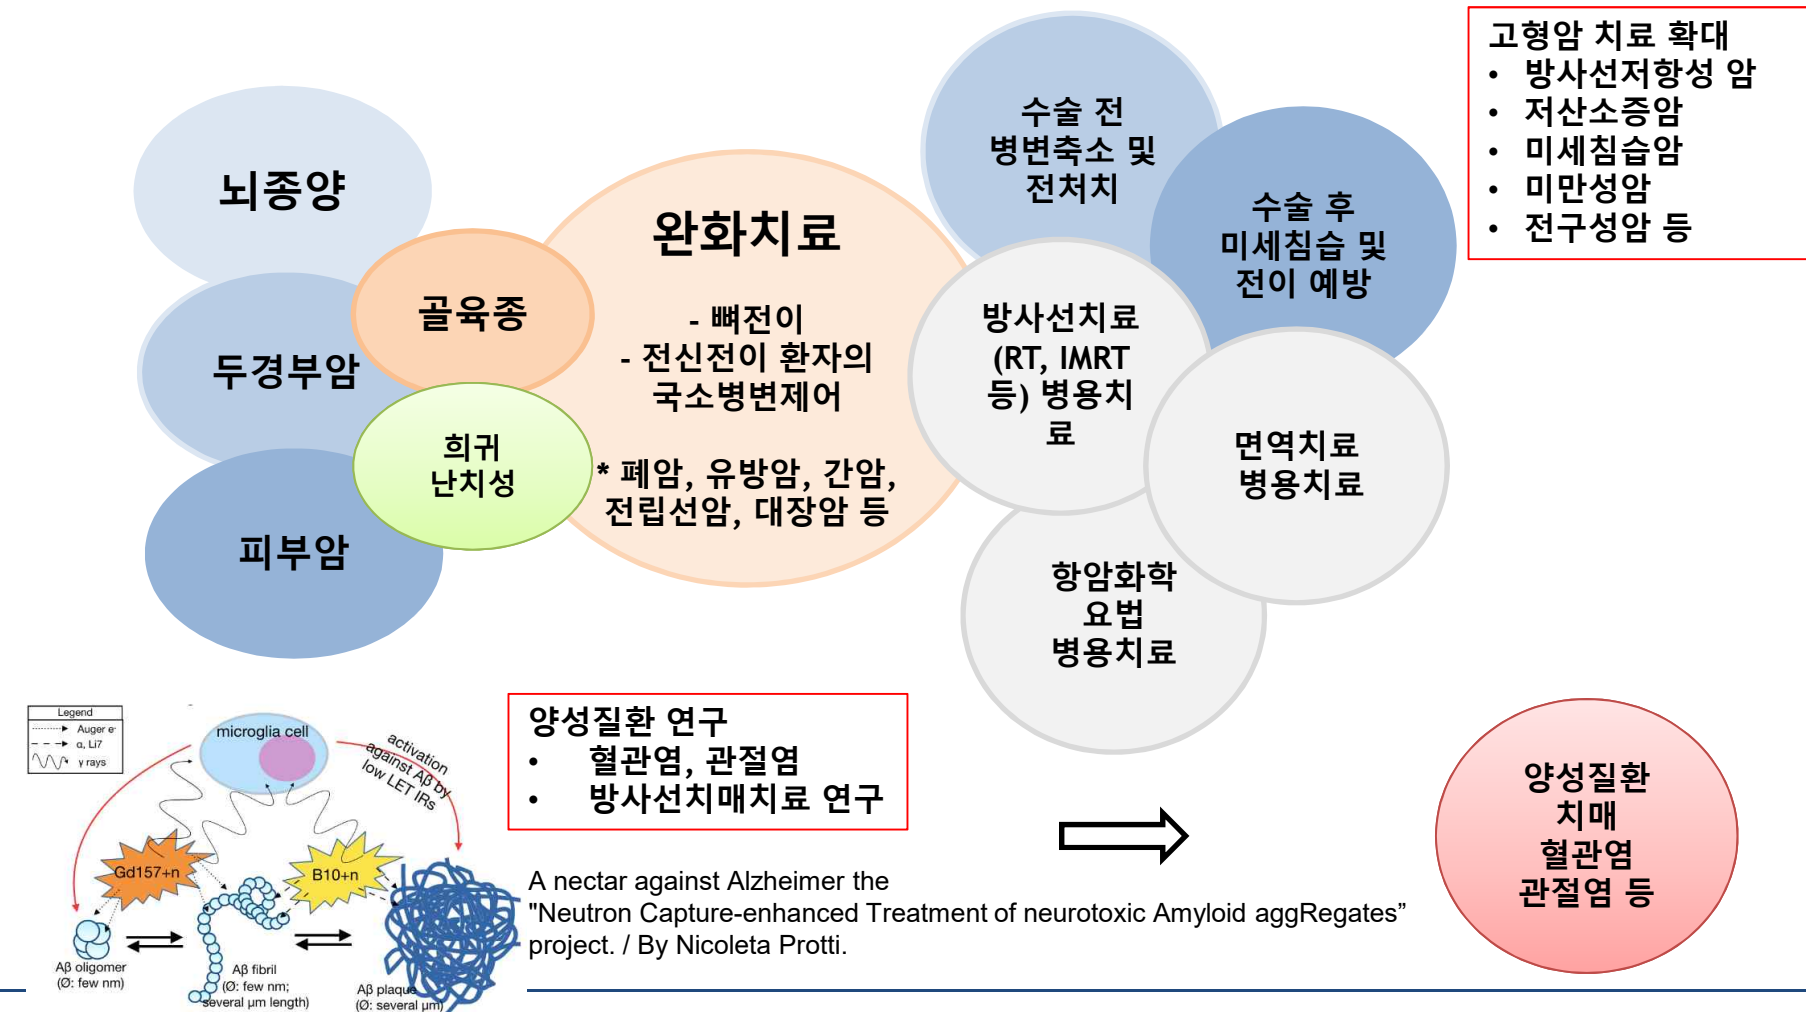 고형암 치료 확대
• 방사선저항성 암
• 저산소증암
• 미세침습암
• 미만성암
• 전구성암 등
뇌종양
두경부암
피부암
골육종
희귀
난치성
완화치료
- 뼈전이
- 전신전이 환자의
국소병변제어
* 폐암, 유방암, 간암,
전립선암, 대장암 등
수술 전
병변축소 및
전처치
수술 후
미세침습 및
전이 예방
방사선치료
(RT, IMRT
등) 병용치
료
면역치료
병용치료
항암화학
요법
병용치료
Legend
Auger e-
α, Li7
γ rays
microglia cell
activation
against Aβ by
low LET IRs
Gd157+n
B10+n
Aβ oligomer
(Ø: few nm)
Aβ fibril
(Ø: few nm;
several μm length)
Aβ plaque
(Ø: several μm)
양성질환 연구
• 혈관염, 관절염
• 방사선치매치료 연구
A nectar against Alzheimer the
"Neutron Capture-enhanced Treatment of neurotoxic Amyloid aggRegates”
project. / By Nicoleta Protti.
양성질환
치매
혈관염
관절염 등